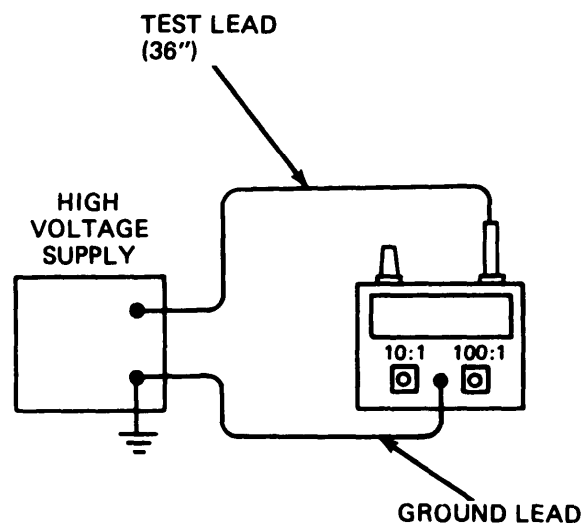 TEST LEAD
(36")
HIGH
VOLTAGE
SUPPLY
10:1 100:1
GROUND LEAD